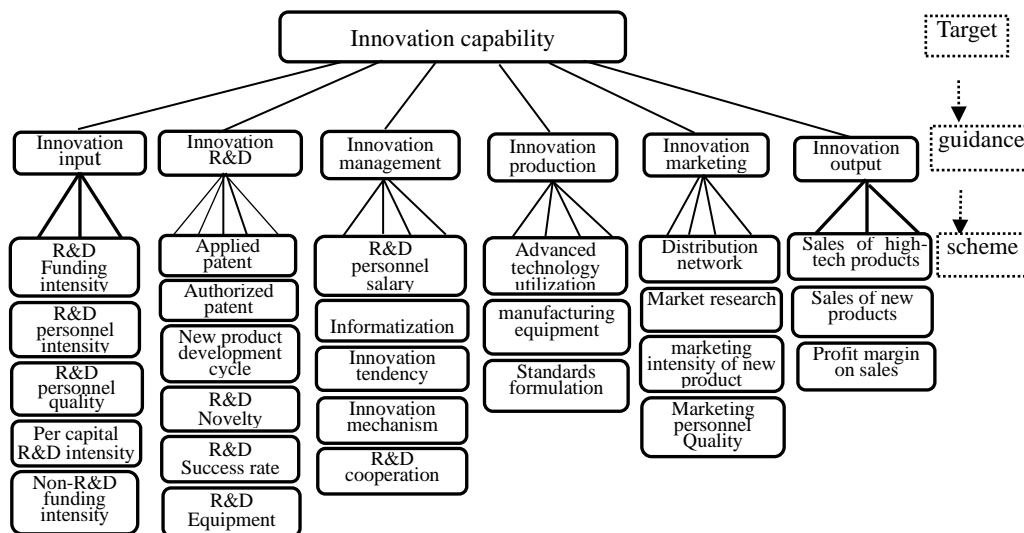 Innovation capability
Target
Innovation
input
Innovation
R&D
Innovation
management
Innovation
production
Innovation
marketing
Innovation
output
guidance
R&D
Funding
intensity
R&D
personnel
intensity
R&D
personnel
quality
Per capital
R&D intensity
Non-R&D
funding
intensity
Applied
patent
Authorized
patent
New product
development
cycle
R&D
Novelty
R&D
Success rate
R&D
Equipment
R&D
personnel
salary
Informatization
Innovation
tendency
Innovation
mechanism
R&D
cooperation
Advanced
technology
utilization
manufacturing
equipment
Standards
formulation
Distribution
network
Market research
marketing
intensity of new
product
Marketing
personnel
Quality
Sales of high-
tech products
Sales of new
products
Profit margin
on sales
scheme